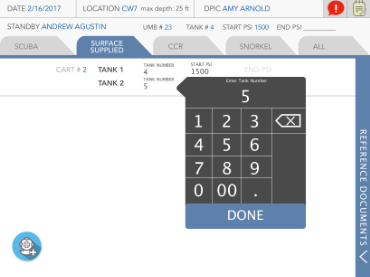 DATE 2/16/2017 LOCATION CW7 max depth: 25 ft DPIC AMY ARNOLD
STANDBY ANDREW AGUSTIN UMB # 23 TANK # 4 START PSI 1500 END PSI
SCUBA SURFACE SUPPLIED CCR SNORKEL ALL
CART # 2 TANK 1 TANK NUMBER 4 START PSI 1500 END PSI
TANK 2 TANK NUMBER 5
Enter Tank Number
5
1 2 3
4 5 6
7 8 9
0 00 .
DONE
REFERENCE DOCUMENTS